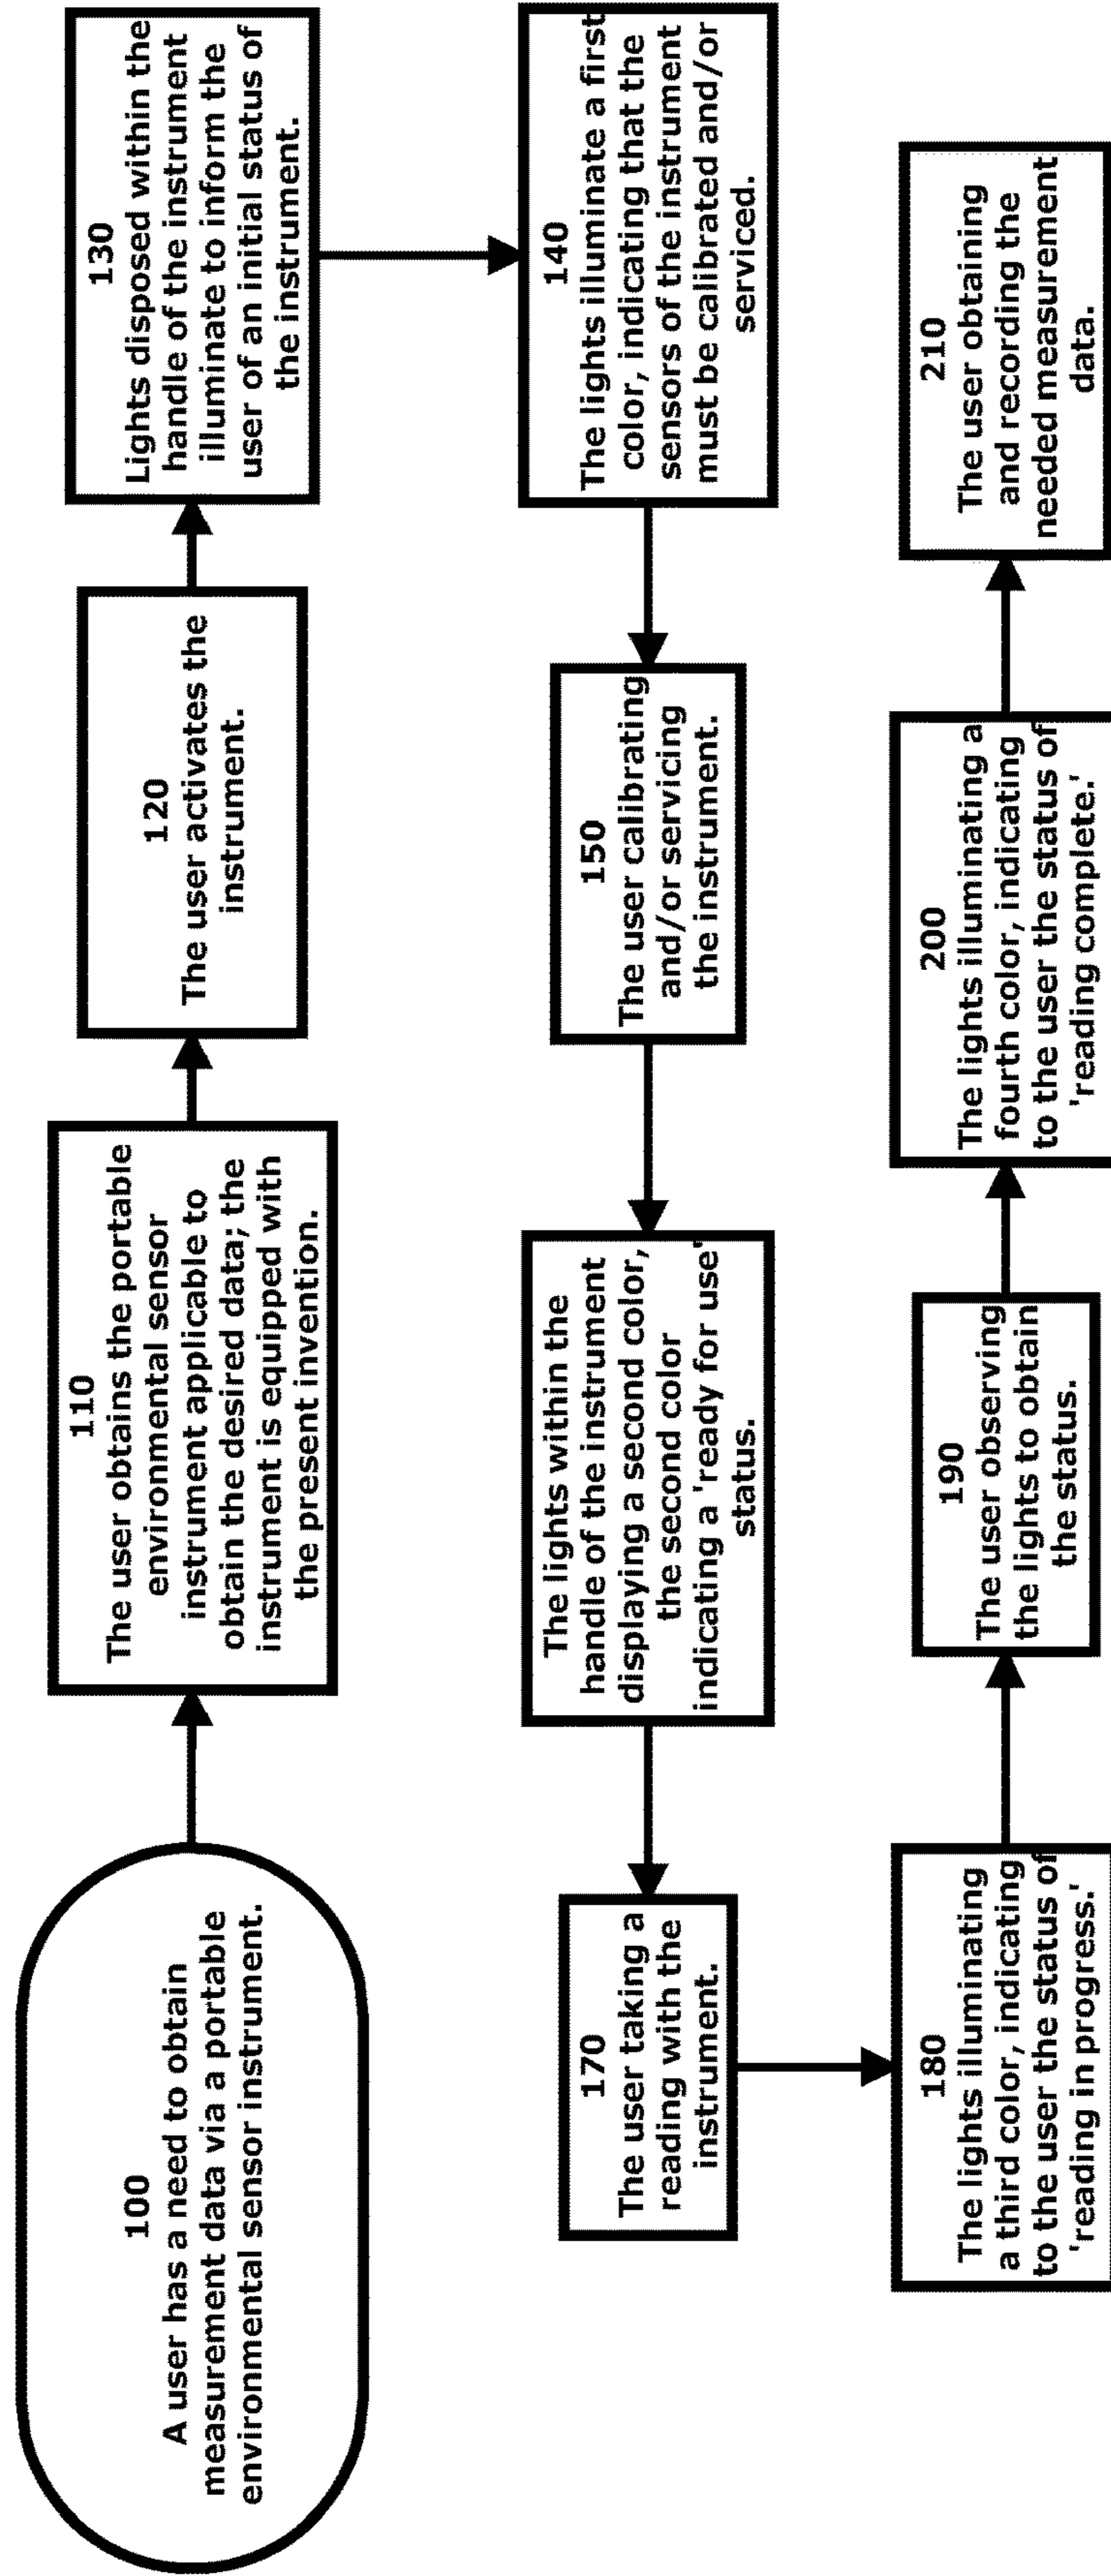 100
A user has a need to obtain
measurement data via a portable
environmental sensor instrument.
110
The user obtains the portable
environmental sensor
instrument applicable to
obtain the desired data; the
instrument is equipped with
the present invention.
120
The user activates the
instrument.
130
Lights disposed within the
handle of the instrument
illuminate to inform the
user of an initial status of
the instrument.
140
The lights illuminate a first
color, indicating that the
sensors of the instrument
must be calibrated and/or
serviced.
150
The user calibrating
and/or servicing
the instrument.
The lights within the
handle of the instrument
displaying a second color,
the second color
indicating a 'ready for use'
status.
170
The user taking a
reading with the
instrument.
180
The lights illuminating
a third color, indicating
to the user the status of
'reading in progress.'
190
The user observing
the lights to obtain
the status.
200
The lights illuminating a
fourth color, indicating
to the user the status of
'reading complete.'
210
The user obtaining
and recording the
needed measurement
data.